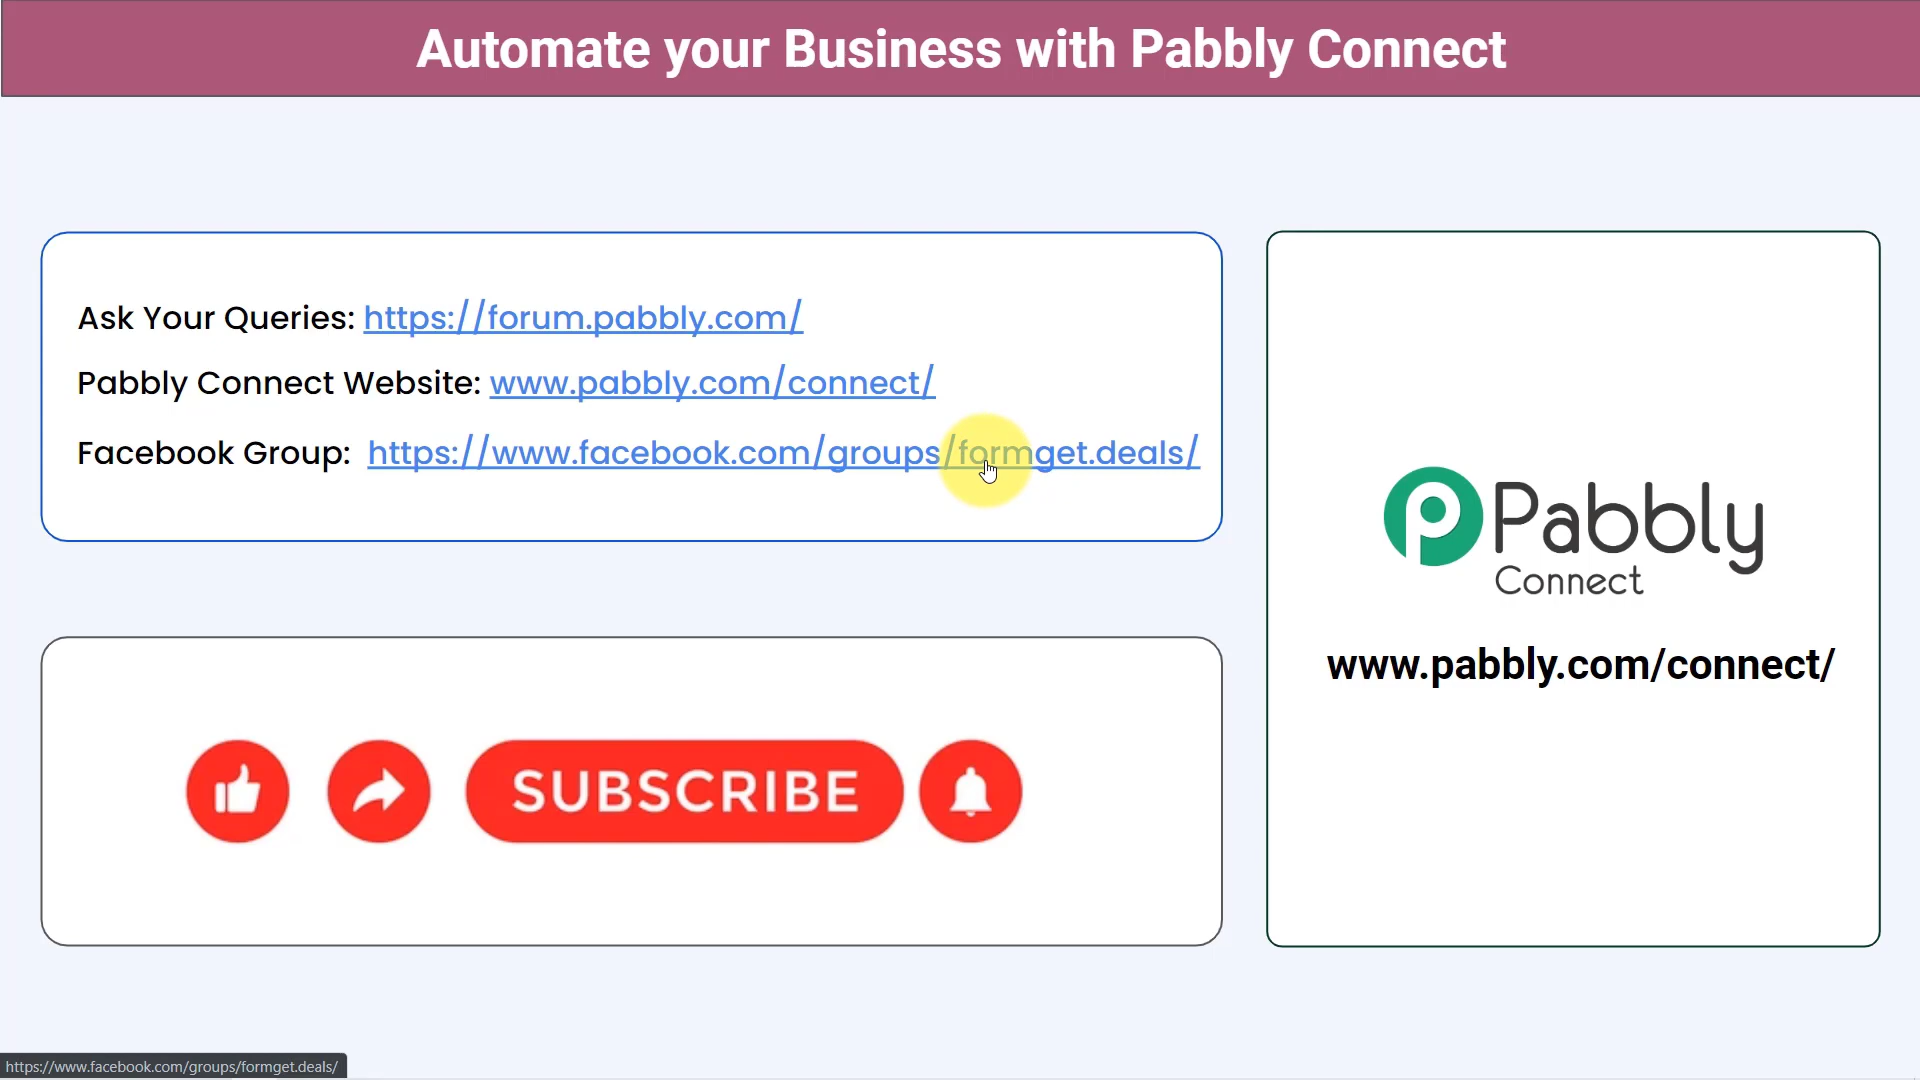 Automate your Business with Pabbly Connect
Ask Your Queries: https://forum.pabbly.com/
Pabbly Connect Website: www.pabbly.com/connect/
Facebook Group: https://www.facebook.com/groups/formget.deals/
Pabbly
Connect
www.pabbly.com/connect/
SUBSCRIBE
https://www.facebook.com/groups/formget.deals/